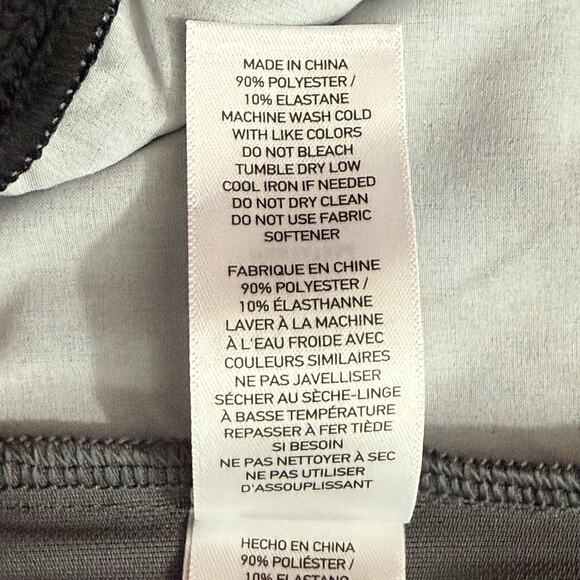 MADE IN CHINA
90% POLYESTER /
10% ELASTANE
MACHINE WASH COLD
WITH LIKE COLORS
DO NOT BLEACH
TUMBLE DRY LOW
COOL IRON IF NEEDED
DO NOT DRY CLEAN
DO NOT USE FABRIC
SOFTENER
FABRIQUE EN CHINE
90% POLYESTER /
10% ÉLASTHANNE
LAVER À LA MACHINE
À L'EAU FROIDE AVEC
COULEURS SIMILAIRES
NE PAS JAVELLISER
SÉCHER AU SÈCHE-LINGE
À BASSE TEMPÉRATURE
REPASSER À FER TIÈDE
SI BESOIN
NE PAS NETTOYER À SEC
NE PAS UTILISER
D'ASSOUPLISSANT
HECHO EN CHINA
90% POLIÉSTER /
10% ELASTANO